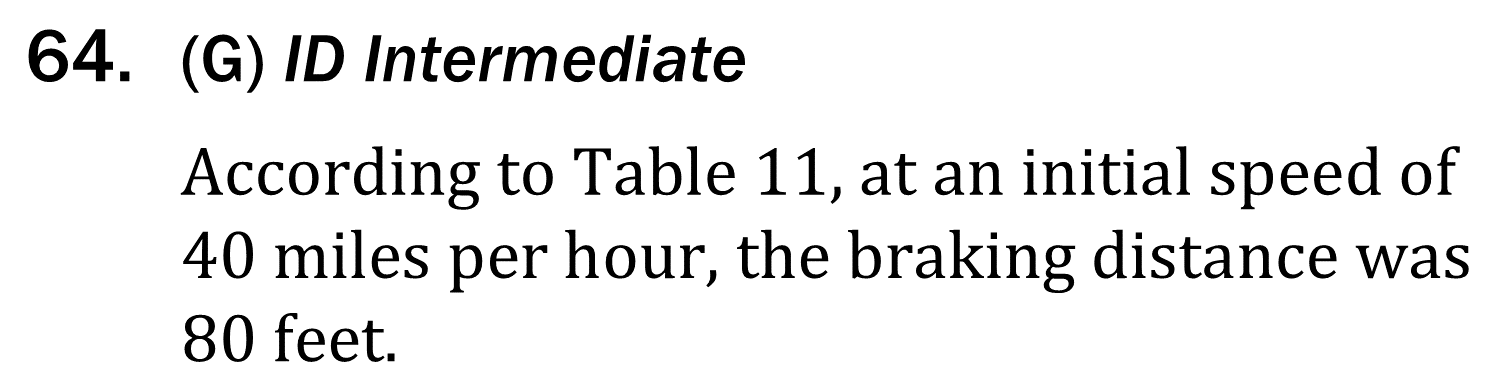 64. (G) ID Intermediate
According to Table 11, at an initial speed of
40 miles per hour, the braking distance was
80 feet.